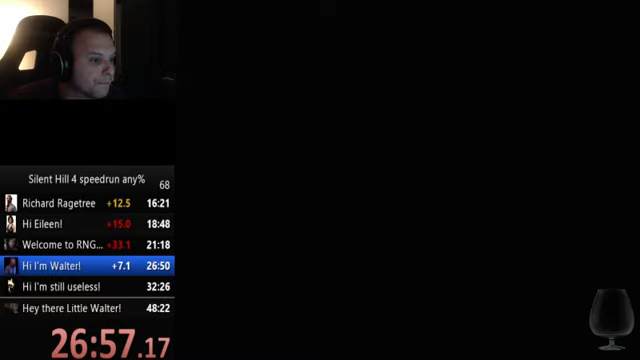 Silent Hill 4 speedrun any%
68
Richard Ragetree +12.5 16:21
Hi Eileen! +15.0 18:48
Welcome to RNG... +33.1 21:18
Hi I'm Walter! +7.1 26:50
Hi I'm still useless! 32:26
Hey there Little Walter! 48:22
26:57.17